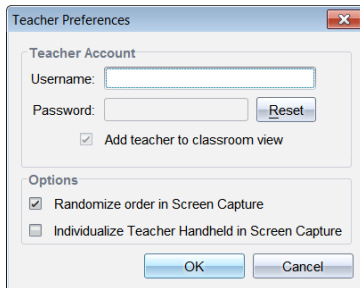 Teacher Preferences
Teacher Account
Username:
Password:
Reset
Add teacher to classroom view
Options
Randomize order in Screen Capture
Individualize Teacher Handheld in Screen Capture
OK
Cancel